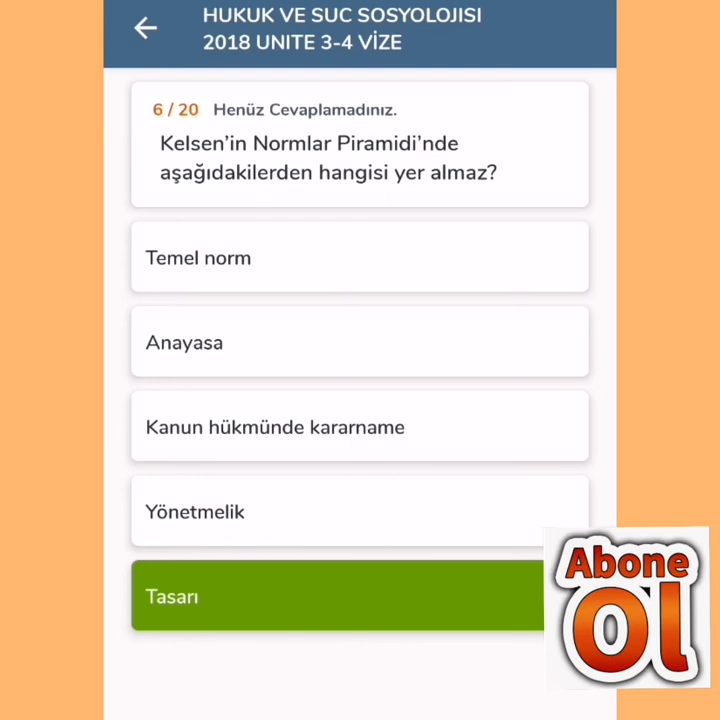 HUKUK VE SUC SOSYOLOJISI
2018 UNITE 3-4 VİZE
6 / 20 Henüz Cevaplamadınız.
Kelsen'in Normlar Piramidi'nde
aşağıdakilerden hangisi yer almaz?
Temel norm
Anayasa
Kanun hükmünde kararname
Yönetmelik
Tasarı
Abone
Ol